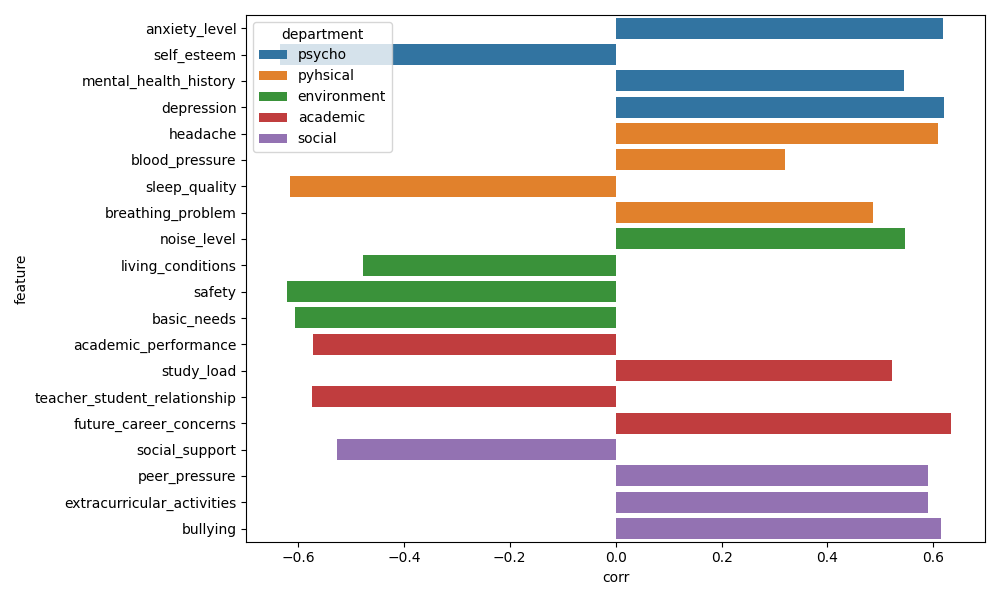 department
psycho
pyhsical
environment
academic
social
feature
anxiety_level
self_esteem
mental_health_history
depression
headache
blood_pressure
sleep_quality
breathing_problem
noise_level
living_conditions
safety
basic_needs
academic_performance
study_load
teacher_student_relationship
future_career_concerns
social_support
peer_pressure
extracurricular_activities
bullying
−0.6 −0.4 −0.2 0.0 0.2 0.4 0.6
corr